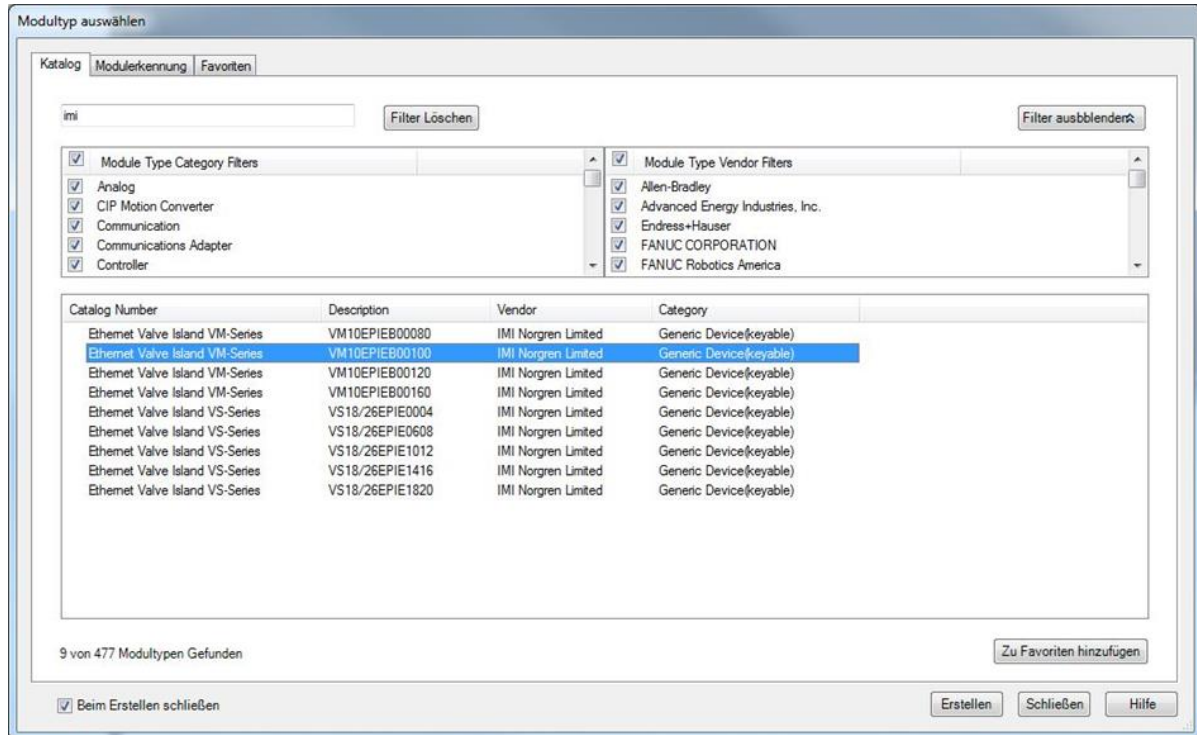 Modultyp auswählen
Katalog Modulerkennung Favoriten
imi Filter Löschen Filter ausbblenden
Module Type Category Filters Module Type Vendor Filters
Analog Allen-Bradley
CIP Motion Converter Advanced Energy Industries, Inc.
Communication Endress+Hauser
Communications Adapter FANUC CORPORATION
Controller FANUC Robotics America
Catalog Number Description Vendor Category
Ethernet Valve Island VM-Series VM10EPIEB00080 IMI Norgren Limited Generic Device(keyable)
Ethernet Valve Island VM-Series VM10EPIEB00100 IMI Norgren Limited Generic Device(keyable)
Ethernet Valve Island VM-Series VM10EPIEB00120 IMI Norgren Limited Generic Device(keyable)
Ethernet Valve Island VM-Series VM10EPIEB00160 IMI Norgren Limited Generic Device(keyable)
Ethernet Valve Island VS-Series VS18/26EPIE0004 IMI Norgren Limited Generic Device(keyable)
Ethernet Valve Island VS-Series VS18/26EPIE0608 IMI Norgren Limited Generic Device(keyable)
Ethernet Valve Island VS-Series VS18/26EPIE1012 IMI Norgren Limited Generic Device(keyable)
Ethernet Valve Island VS-Series VS18/26EPIE1416 IMI Norgren Limited Generic Device(keyable)
Ethernet Valve Island VS-Series VS18/26EPIE1820 IMI Norgren Limited Generic Device(keyable)
9 von 477 Modultypen Gefunden Zu Favoriten hinzufügen
Beim Erstellen schließen Erstellen Schließen Hilfe